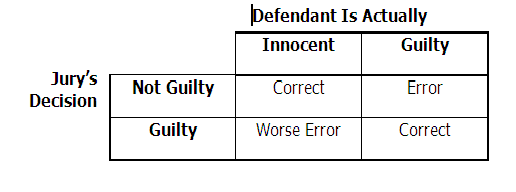 Defendant Is Actually
Innocent Guilty
Jury's
Decision
Not Guilty Correct Error
Guilty Worse Error Correct